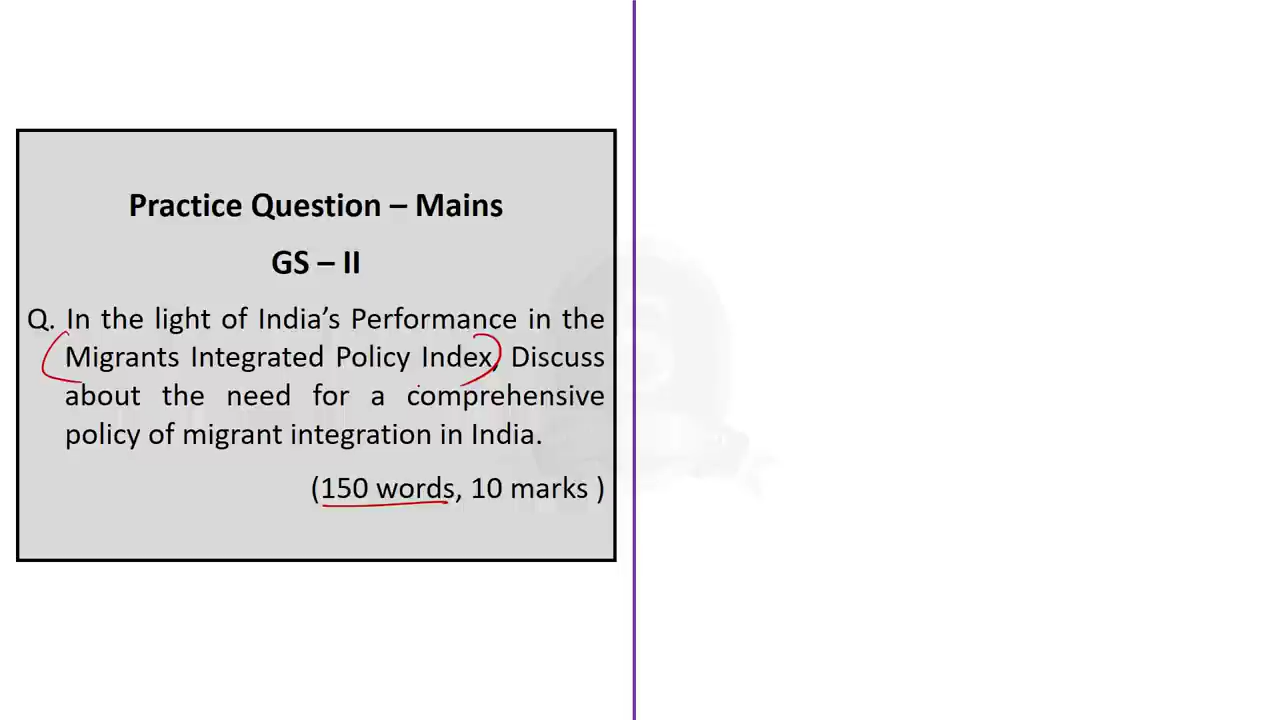 Practice Question – Mains
GS – II
Q. In the light of India’s Performance in the
Migrants Integrated Policy Index, Discuss
about the need for a comprehensive
policy of migrant integration in India.
(150 words, 10 marks )